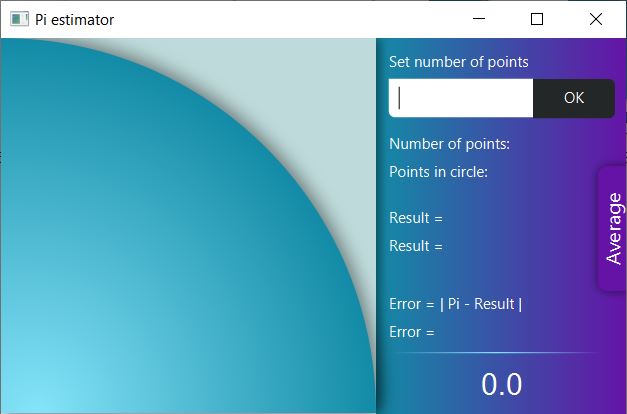 Pi estimator
Set number of points
OK
Number of points:
Points in circle:
Result =
Result =
Error = | Pi - Result |
Error =
0.0
Average